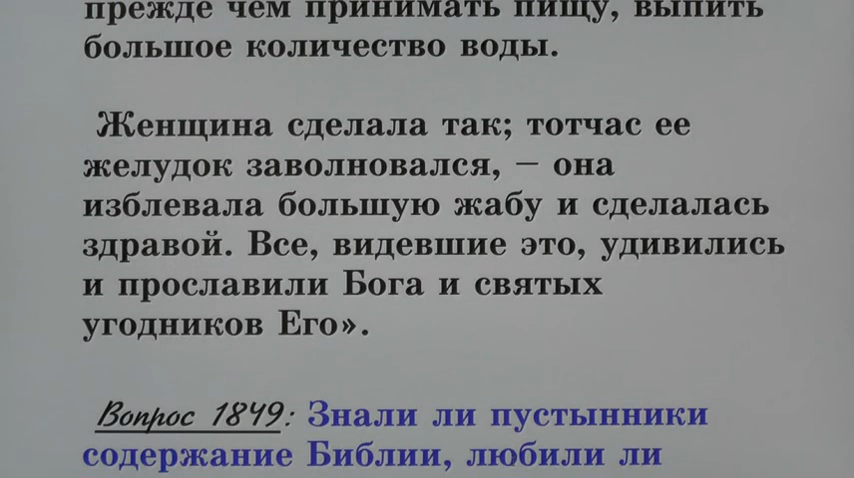 прежде чем принимать пищу, выпить
большое количество воды.
Женщина сделала так; тотчас ее
желудок заволновался, – она
изблевала большую жабу и сделалась
здравой. Все, видевшие это, удивились
и прославили Бога и святых
угодников Его».
Вопрос 1849: Знали ли пустынники
содержание Библии, любили ли